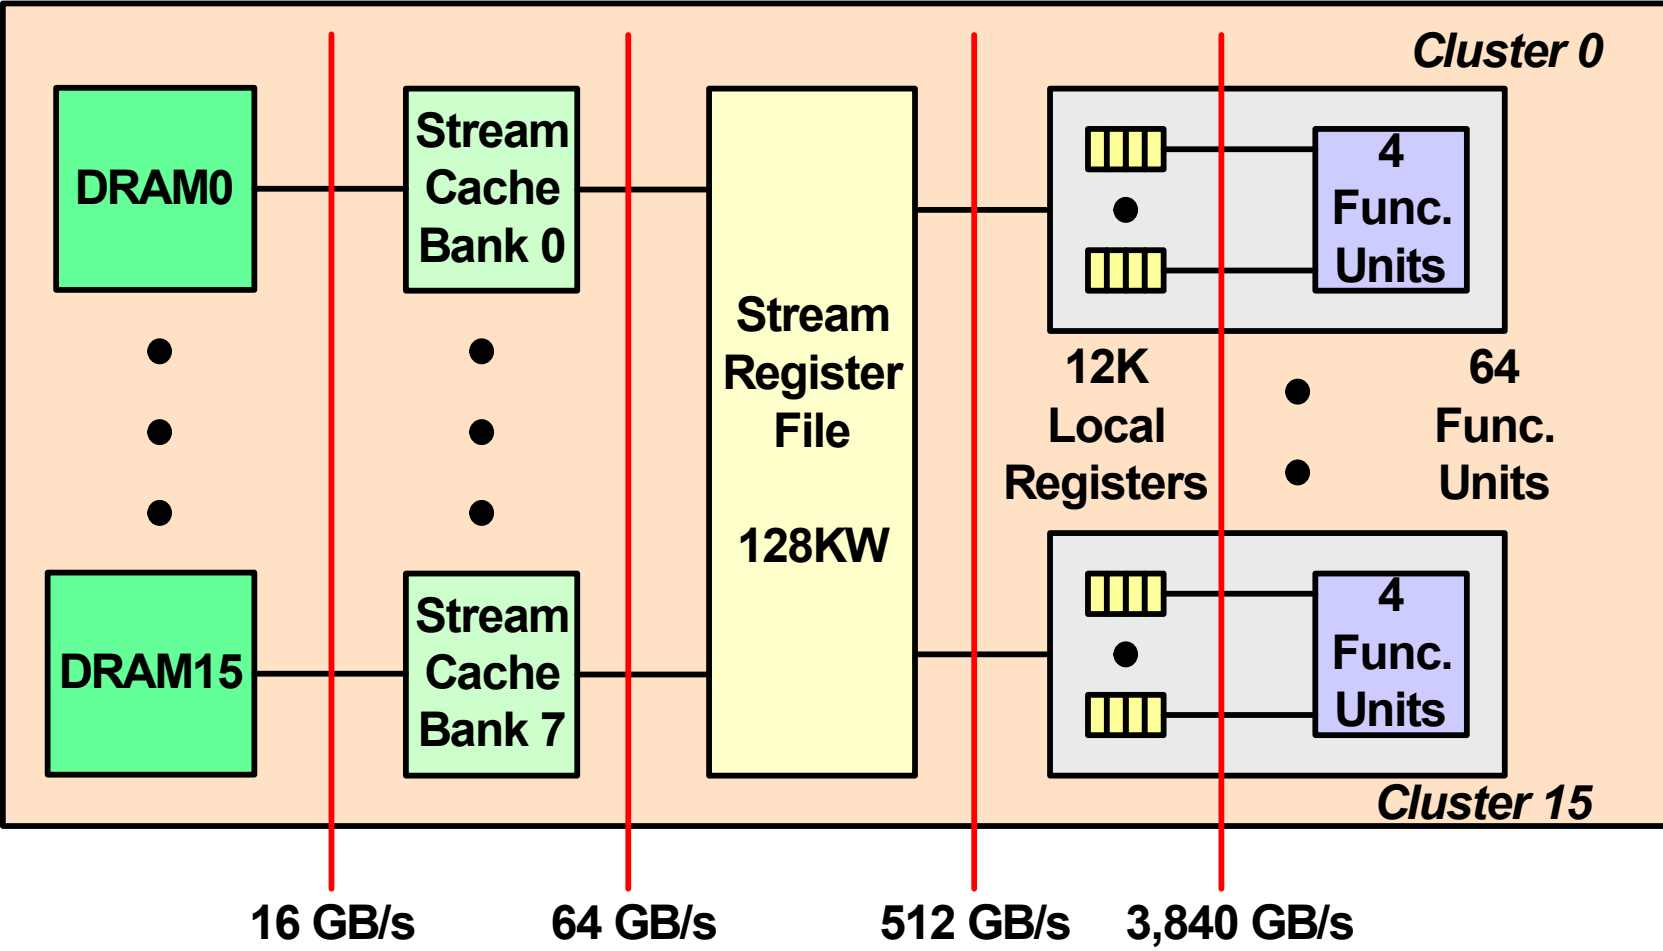 Cluster 0
DRAM0
Stream
Cache
Bank 0
4
Func.
Units
Stream
Register
File
128KW
12K
Local
Registers
64
Func.
Units
DRAM15
Stream
Cache
Bank 7
4
Func.
Units
Cluster 15
16 GB/s
64 GB/s
512 GB/s
3,840 GB/s